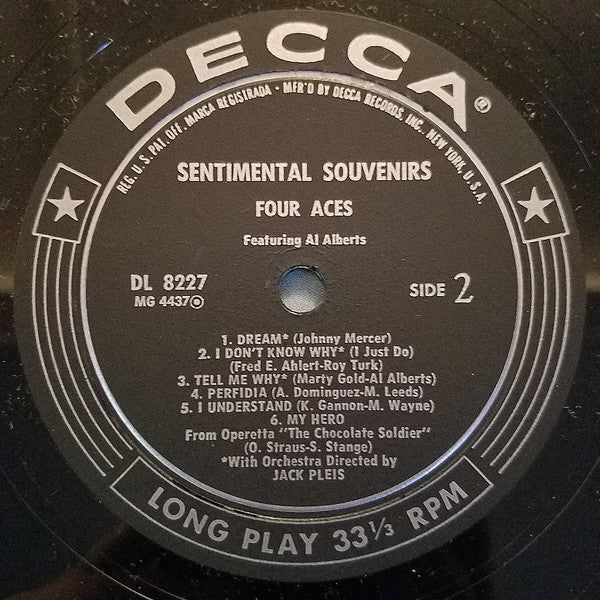 DECCA®
REG. U.S. PAT. OFF. MARCA REGISTRADA • MFR'D BY DECCA RECORDS, INC., NEW YORK, U.S.A.
SENTIMENTAL SOUVENIRS
FOUR ACES
Featuring Al Alberts
DL 8227
MG 4437
SIDE 2
1. DREAM* (Johnny Mercer)
2. I DON'T KNOW WHY* (I Just Do)
(Fred E. Ahlert-Roy Turk)
3. TELL ME WHY* (Marty Gold-Al Alberts)
4. PERFIDIA (A. Dominguez-M. Leeds)
5. I UNDERSTAND (K. Gannon-M. Wayne)
6. MY HERO
From Operetta "The Chocolate Soldier"
(O. Straus-S. Stange)
*With Orchestra Directed by
JACK PLEIS
LONG PLAY 33⅓ RPM